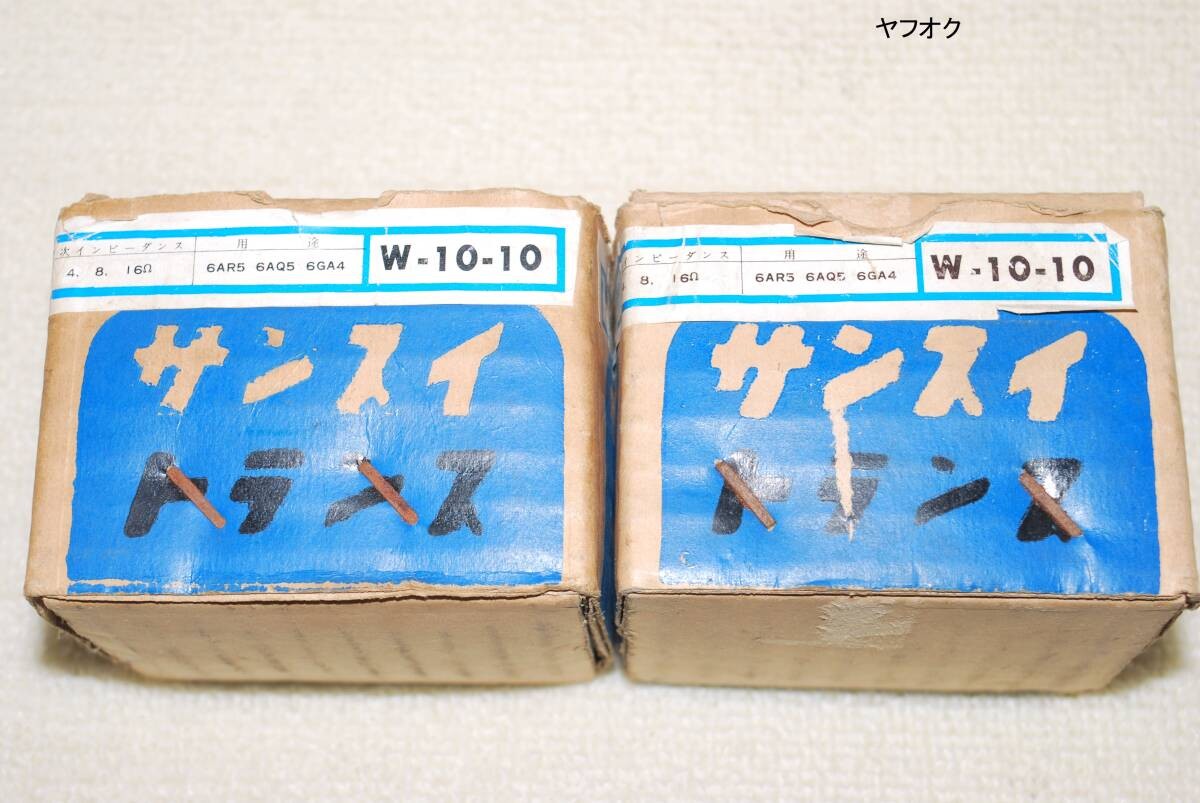 ヤフオク
次インピーダンス 用途
4. 8. 16Ω 6AR5 6AQ5 6GA4
W-10-10
サンスイ
トランス
ンピーダンス 用途
8. 16Ω 6AR5 6AQ5 6GA4
W-10-10
サンスイ
トランス